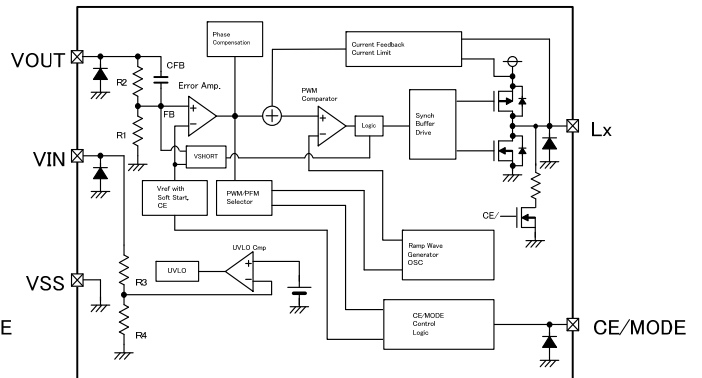 Phase
Compensation
Current Feedback
Current Limit
VOUT
CFB
R2
Error Amp.
PWM
Comparator
FB
R1
Logic
Synch
Buffer
Drive
Lx
VIN
VSHORT
Vref with
Soft Start,
CE
PWM/PFM
Selector
CE/
Ramp Wave
Generator
OSC
UVLO Cmp
UVLO
VSS
R3
R4
CE/MODE
Control
Logic
CE/MODE
E